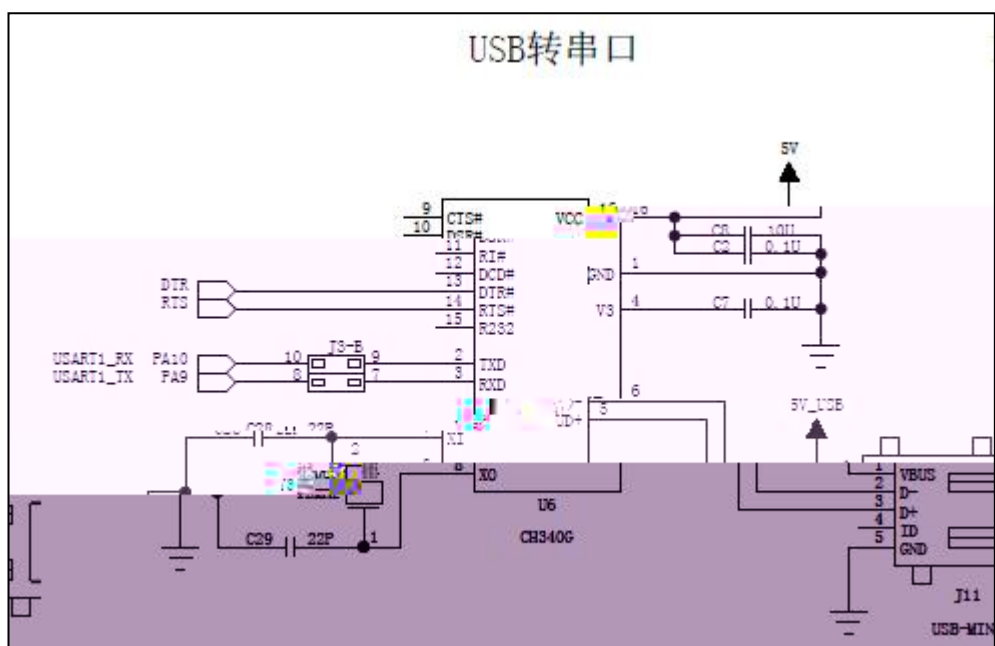 USB转串口
5V
9 CTS# VCC
10 DSR#
C8 10U
11 RI#
C2 0.1U
12 DCD# GND 1
DTR 13 DTR#
RTS 14 RTS#
15 R232 V3 4 C7 0.1U
J3-B
USART1_RX PA10 10 9 2 TXD
USART1_TX PA9 8 7 3 RXD
6
5V_USB
UD+ 5
XI
2
8 XO
1 VBUS
2 D-
3 D+
4 ID
5 GND
U6
CH340G
C29 22P 1
J11
USB-MIN